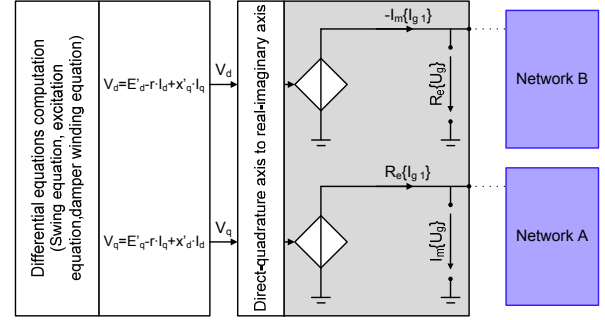 Differential equations computation
(Swing equation, excitation
equation,damper winding equation)
V_d=E'_d-r·I_d+x'_q·I_q
V_d
V_q=E'_q-r·I_q+x'_d·I_d
V_q
Direct-quadrature axis to real-imaginary axis
-I_m{I_g 1}
R_e{U_g}
R_e{I_g 1}
I_m{U_g}
Network B
Network A